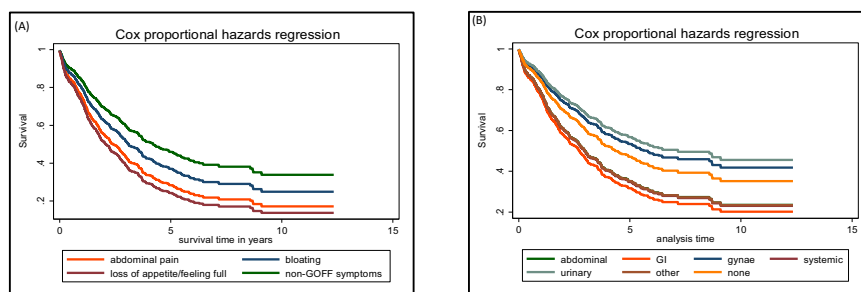 (A)
Cox proportional hazards regression
1
.8
.6
.4
.2
Survival
0 5 10 15
survival time in years
abdominal pain bloating
loss of appetite/feeling full non-GOFF symptoms
(B)
Cox proportional hazards regression
1
.8
.6
.4
.2
Survival
0 5 10 15
analysis time
abdominal GI gynae systemic
urinary other none